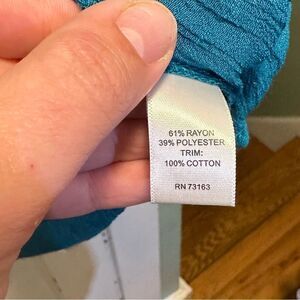 61% RAYON
39% POLYESTER
TRIM:
100% COTTON
RN 73163